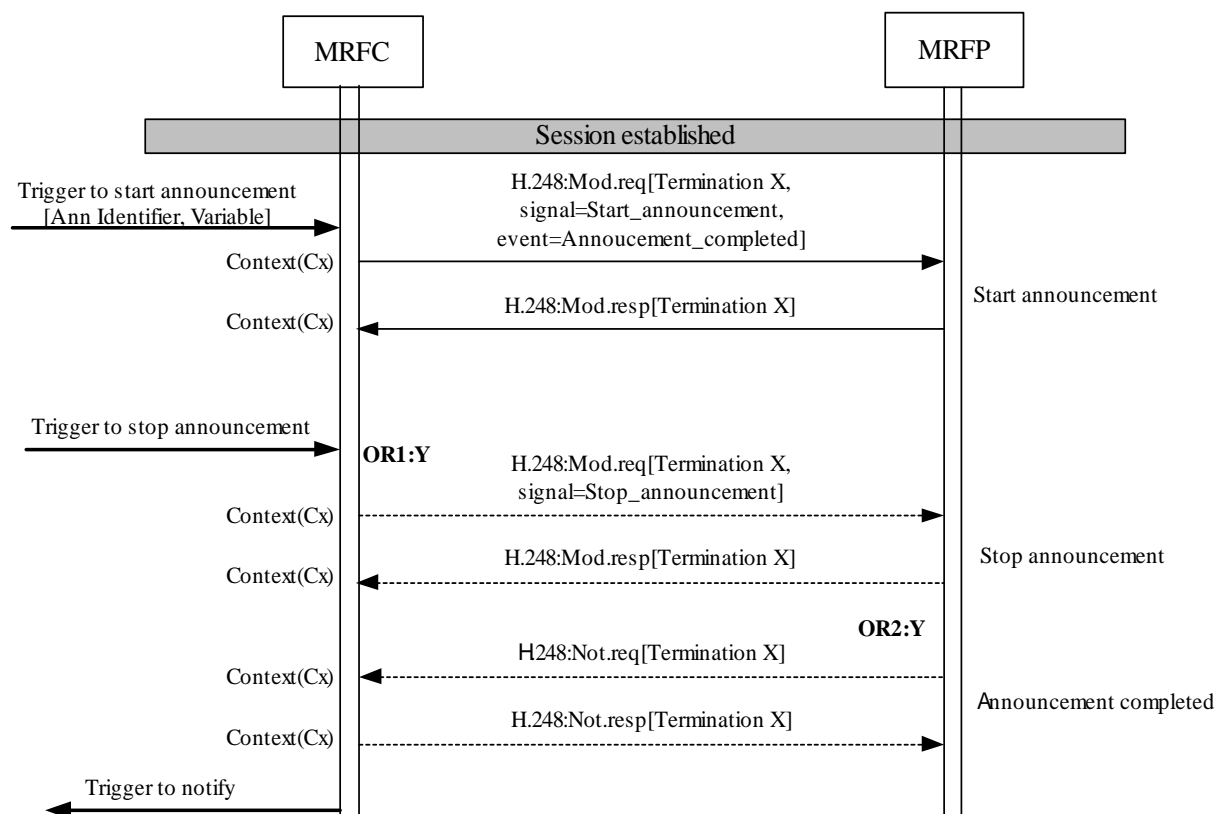 MRFC
MRFP
Session established
Trigger to start announcement
[Ann Identifier, Variable]
H.248:Mod.req[Termination X,
signal=Start_announcement,
event=Annoucement_completed]
Context(Cx)
Start announcement
H.248:Mod.resp[Termination X]
Context(Cx)
Trigger to stop announcement
OR1:Y
H.248:Mod.req[Termination X,
signal=Stop_announcement]
Context(Cx)
Stop announcement
H.248:Mod.resp[Termination X]
Context(Cx)
OR2:Y
H248:Not.req[Termination X]
Context(Cx)
Announcement completed
H.248:Not.resp[Termination X]
Context(Cx)
Trigger to notify